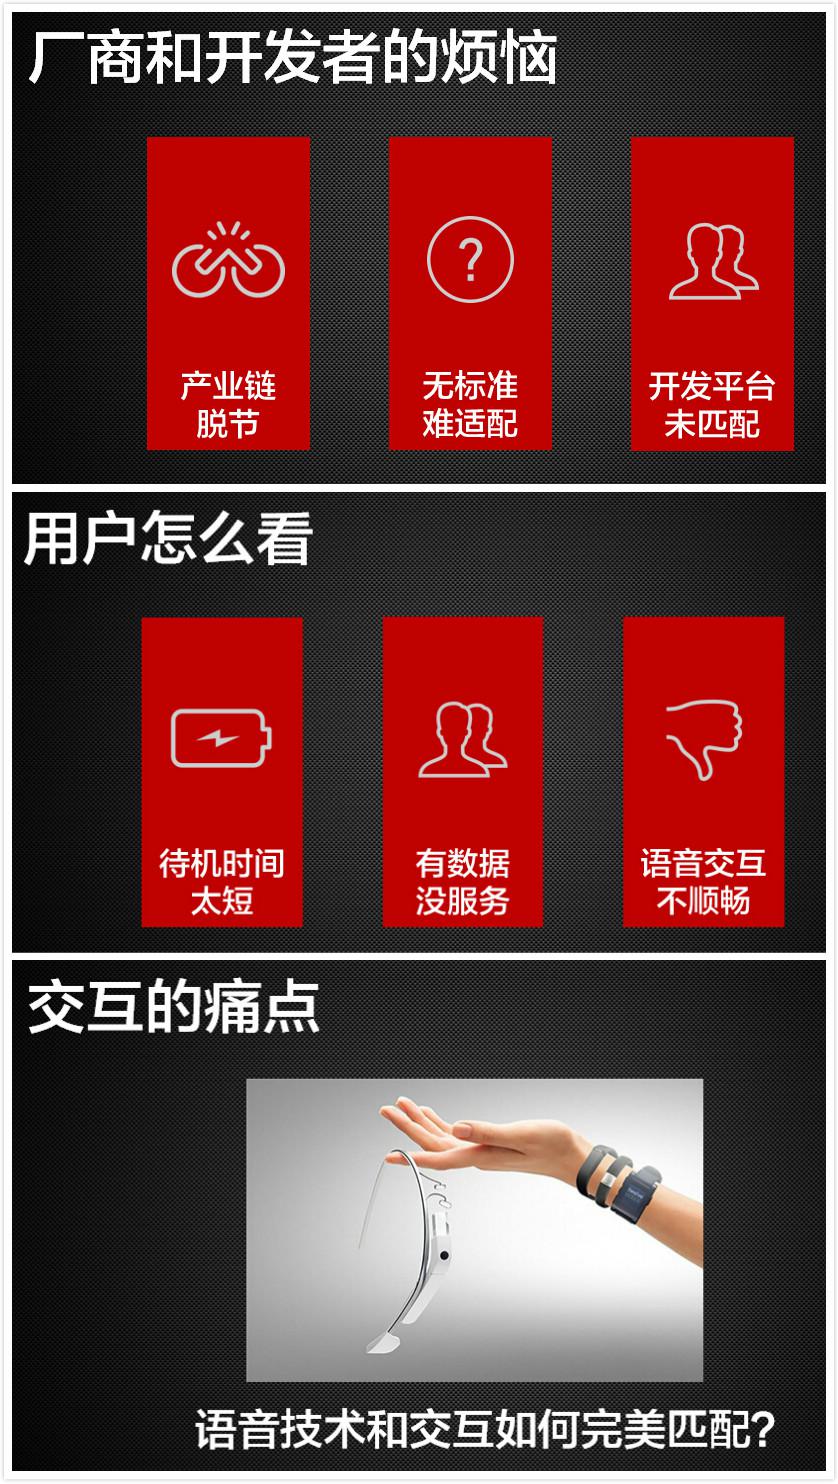 厂商和开发者的烦恼
产业链
脱节
无标准
难适配
开发平台
未匹配
用户怎么看
待机时间
太短
有数据
没服务
语音交互
不顺畅
交互的痛点
语音技术和交互如何完美匹配?